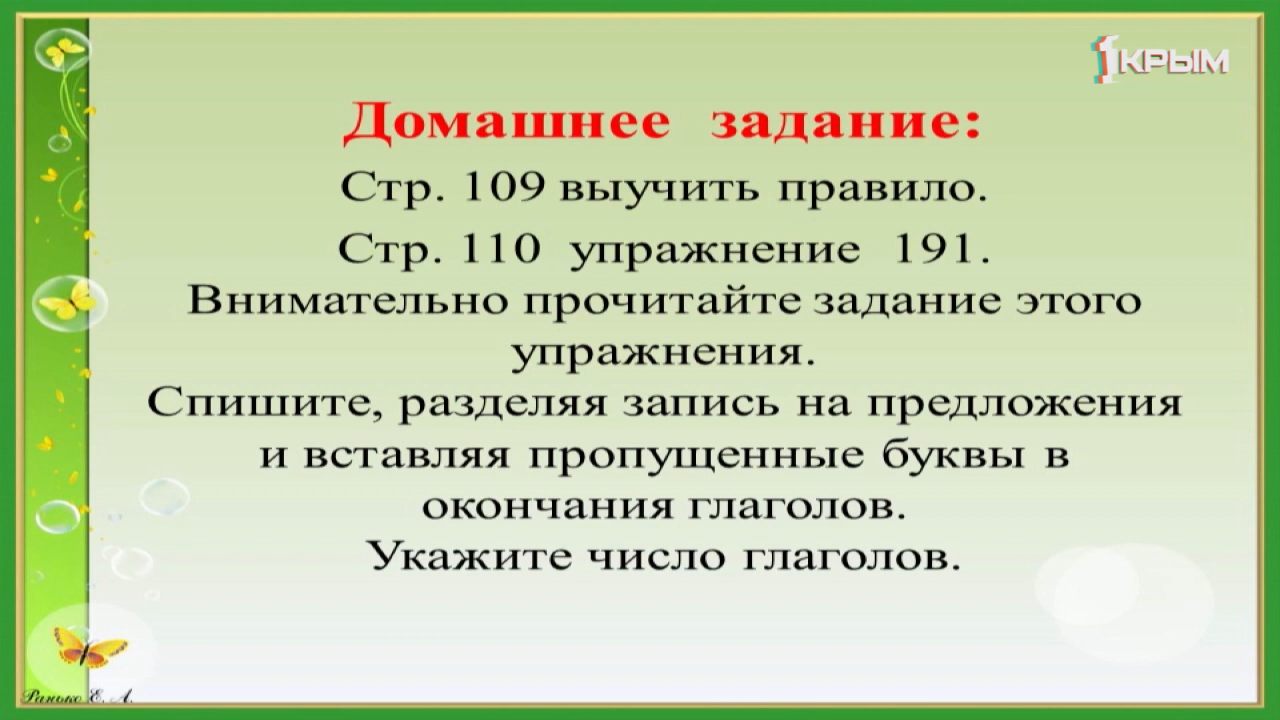 1КРЫМ
Домашнее задание:
Стр. 109 выучить правило.
Стр. 110 упражнение 191.
Внимательно прочитайте задание этого
упражнения.
Спишите, разделяя запись на предложения
и вставляя пропущенные буквы в
окончания глаголов.
Укажите число глаголов.
Ранько Е. А.